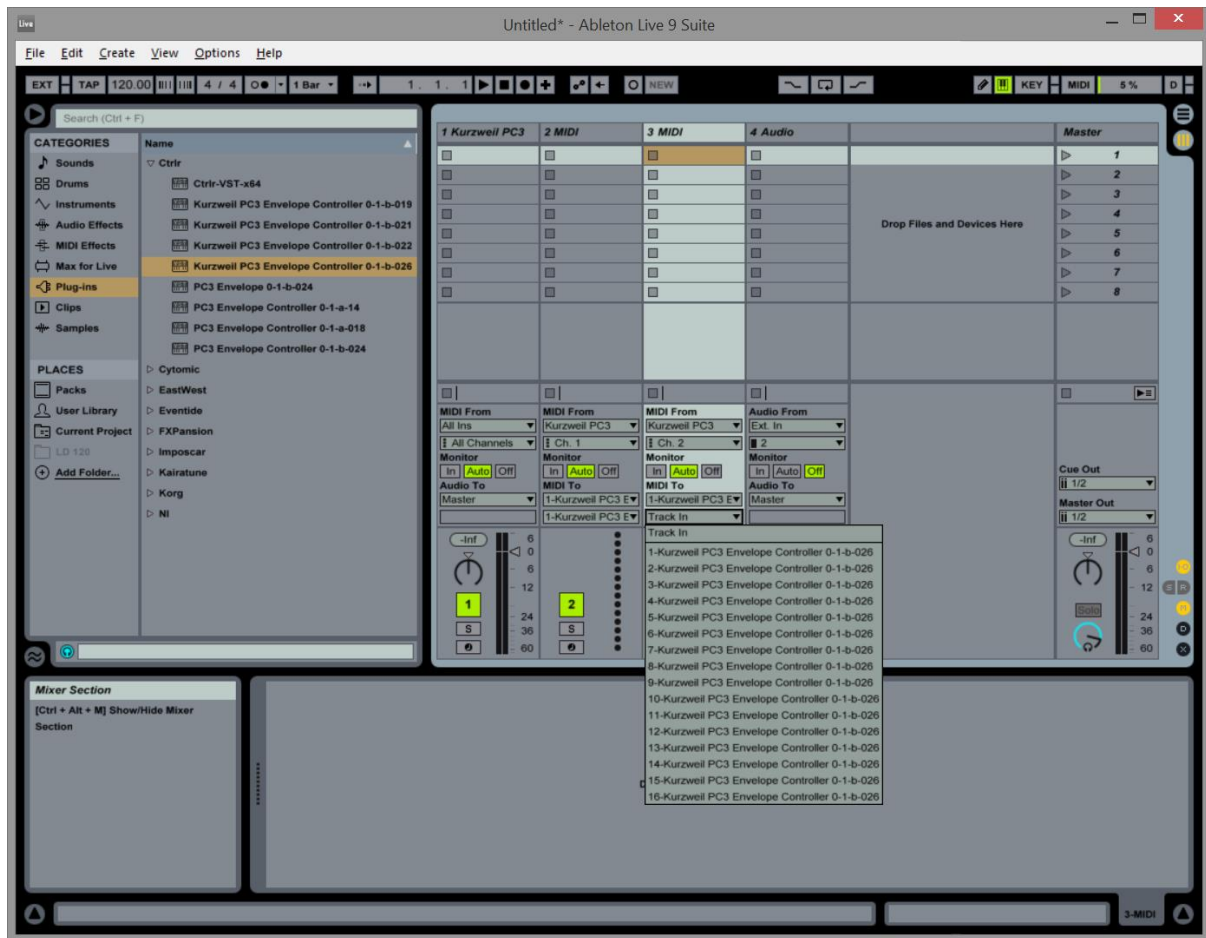 Live
Untitled* - Ableton Live 9 Suite
File Edit Create View Options Help
EXT TAP 120.00 4 / 4 1 Bar 1. 1. 1 NEW KEY MIDI 5 % D
Search (Ctrl + F)
CATEGORIES
Sounds
Drums
Instruments
Audio Effects
MIDI Effects
Max for Live
Plug-ins
Clips
Samples
PLACES
Packs
User Library
Current Project
LD 120
Add Folder...
Name
Ctrlr
Ctrlr-VST-x64
Kurzweil PC3 Envelope Controller 0-1-b-019
Kurzweil PC3 Envelope Controller 0-1-b-021
Kurzweil PC3 Envelope Controller 0-1-b-022
Kurzweil PC3 Envelope Controller 0-1-b-026
PC3 Envelope 0-1-b-024
PC3 Envelope Controller 0-1-a-14
PC3 Envelope Controller 0-1-a-018
PC3 Envelope Controller 0-1-b-024
Cytomic
EastWest
Eventide
FXPansion
Imposcar
Kairatune
Korg
NI
1 Kurzweil PC3 2 MIDI 3 MIDI 4 Audio Master
1
2
3
4
5
6
7
8
Drop Files and Devices Here
MIDI From MIDI From MIDI From Audio From
All Ins Kurzweil PC3 Kurzweil PC3 Ext. In
All Channels Ch. 1 Ch. 2 2
Monitor Monitor Monitor Monitor
In Auto Off In Auto Off In Auto Off In Auto Off
Audio To MIDI To MIDI To Audio To
Master 1-Kurzweil PC3 E 1-Kurzweil PC3 E Master
1-Kurzweil PC3 E Track In
Cue Out
1/2
Master Out
1/2
-Inf 6
0
6
12
24
36
60
1
S
2
S
Track In
1-Kurzweil PC3 Envelope Controller 0-1-b-026
2-Kurzweil PC3 Envelope Controller 0-1-b-026
3-Kurzweil PC3 Envelope Controller 0-1-b-026
4-Kurzweil PC3 Envelope Controller 0-1-b-026
5-Kurzweil PC3 Envelope Controller 0-1-b-026
6-Kurzweil PC3 Envelope Controller 0-1-b-026
7-Kurzweil PC3 Envelope Controller 0-1-b-026
8-Kurzweil PC3 Envelope Controller 0-1-b-026
9-Kurzweil PC3 Envelope Controller 0-1-b-026
10-Kurzweil PC3 Envelope Controller 0-1-b-026
11-Kurzweil PC3 Envelope Controller 0-1-b-026
12-Kurzweil PC3 Envelope Controller 0-1-b-026
13-Kurzweil PC3 Envelope Controller 0-1-b-026
14-Kurzweil PC3 Envelope Controller 0-1-b-026
15-Kurzweil PC3 Envelope Controller 0-1-b-026
16-Kurzweil PC3 Envelope Controller 0-1-b-026
-Inf 6
0
6
12
Solo
24
36
60
R
D
X
Mixer Section
[Ctrl + Alt + M] Show/Hide Mixer
Section
3-MIDI